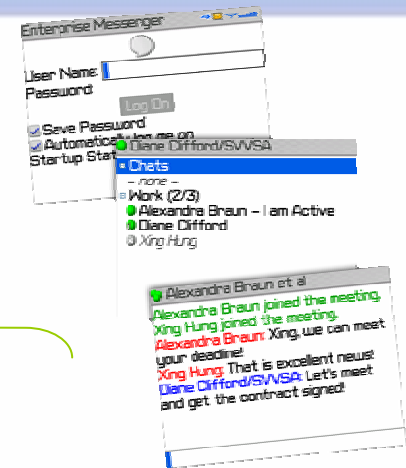 Enterprise Messenger
User Name:
Password:
Log On
Save Password
Automatically log me on
Startup Stat
Diane Clifford/SVVSA
Chats
– none –
Work (2/3)
Alexandra Braun – I am Active
Diane Clifford
Xing Hung
Alexandra Braun et al
Alexandra Braun joined the meeting.
Xing Hung joined the meeting.
Alexandra Braun: Xing, we can meet
your deadline!
Xing Hung: That is excellent news!
Diane Clifford/SVVSA: Let's meet
and get the contract signed!